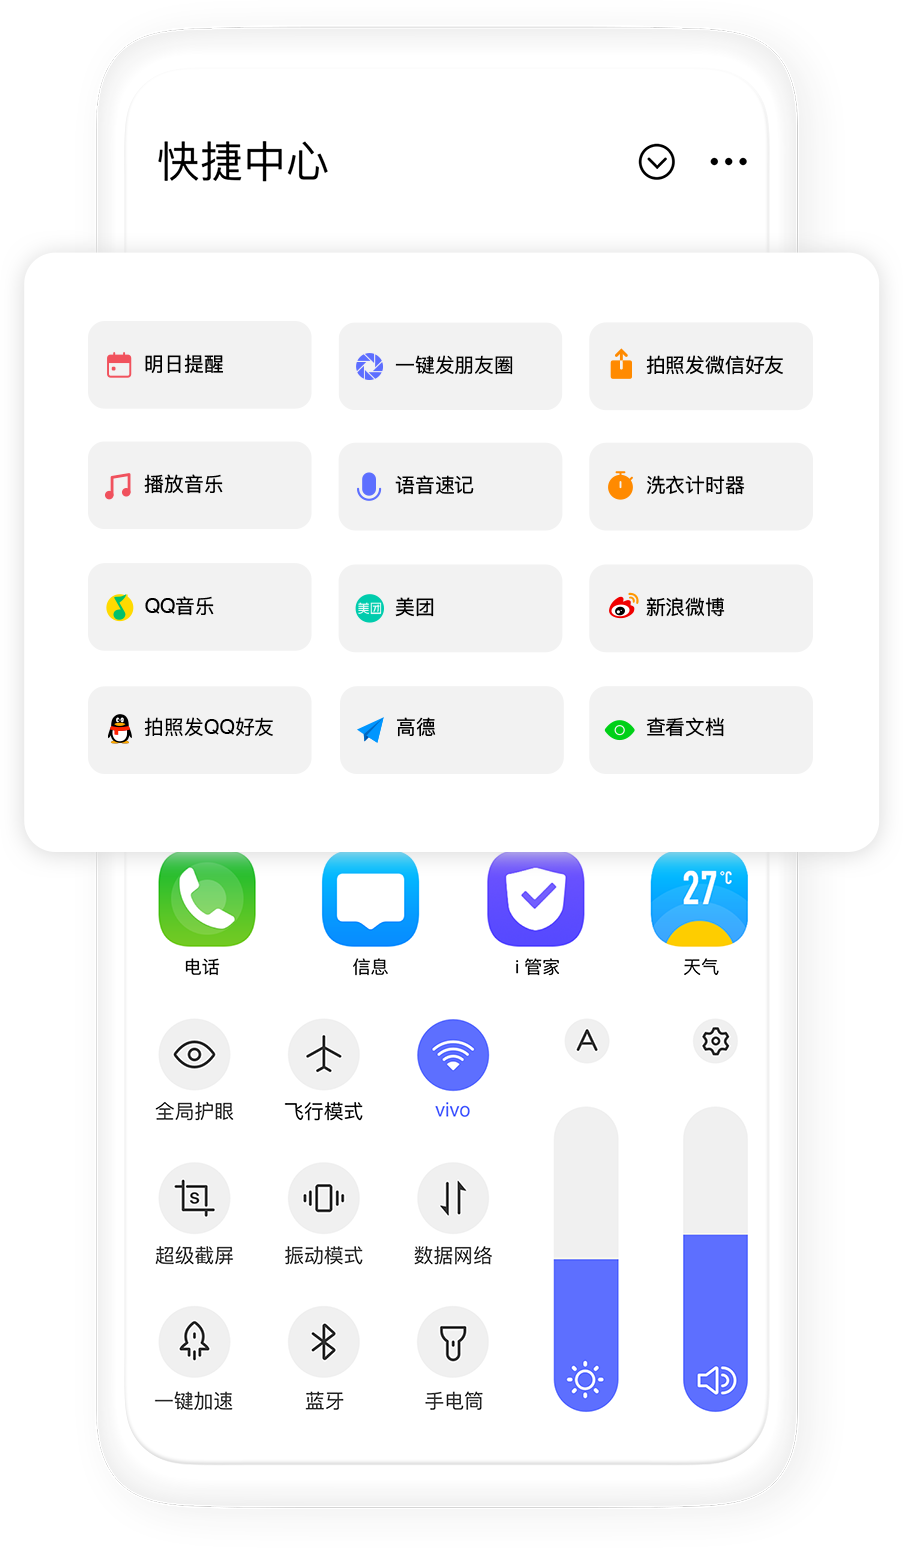 快捷中心
明日提醒
一键发朋友圈
拍照发微信好友
播放音乐
语音速记
洗衣计时器
QQ音乐
美团 美团
新浪微博
拍照发QQ好友
高德
查看文档
27℃
电话
信息
i 管家
天气
A
全局护眼
飞行模式
vivo
S
超级截屏
振动模式
数据网络
一键加速
蓝牙
手电筒